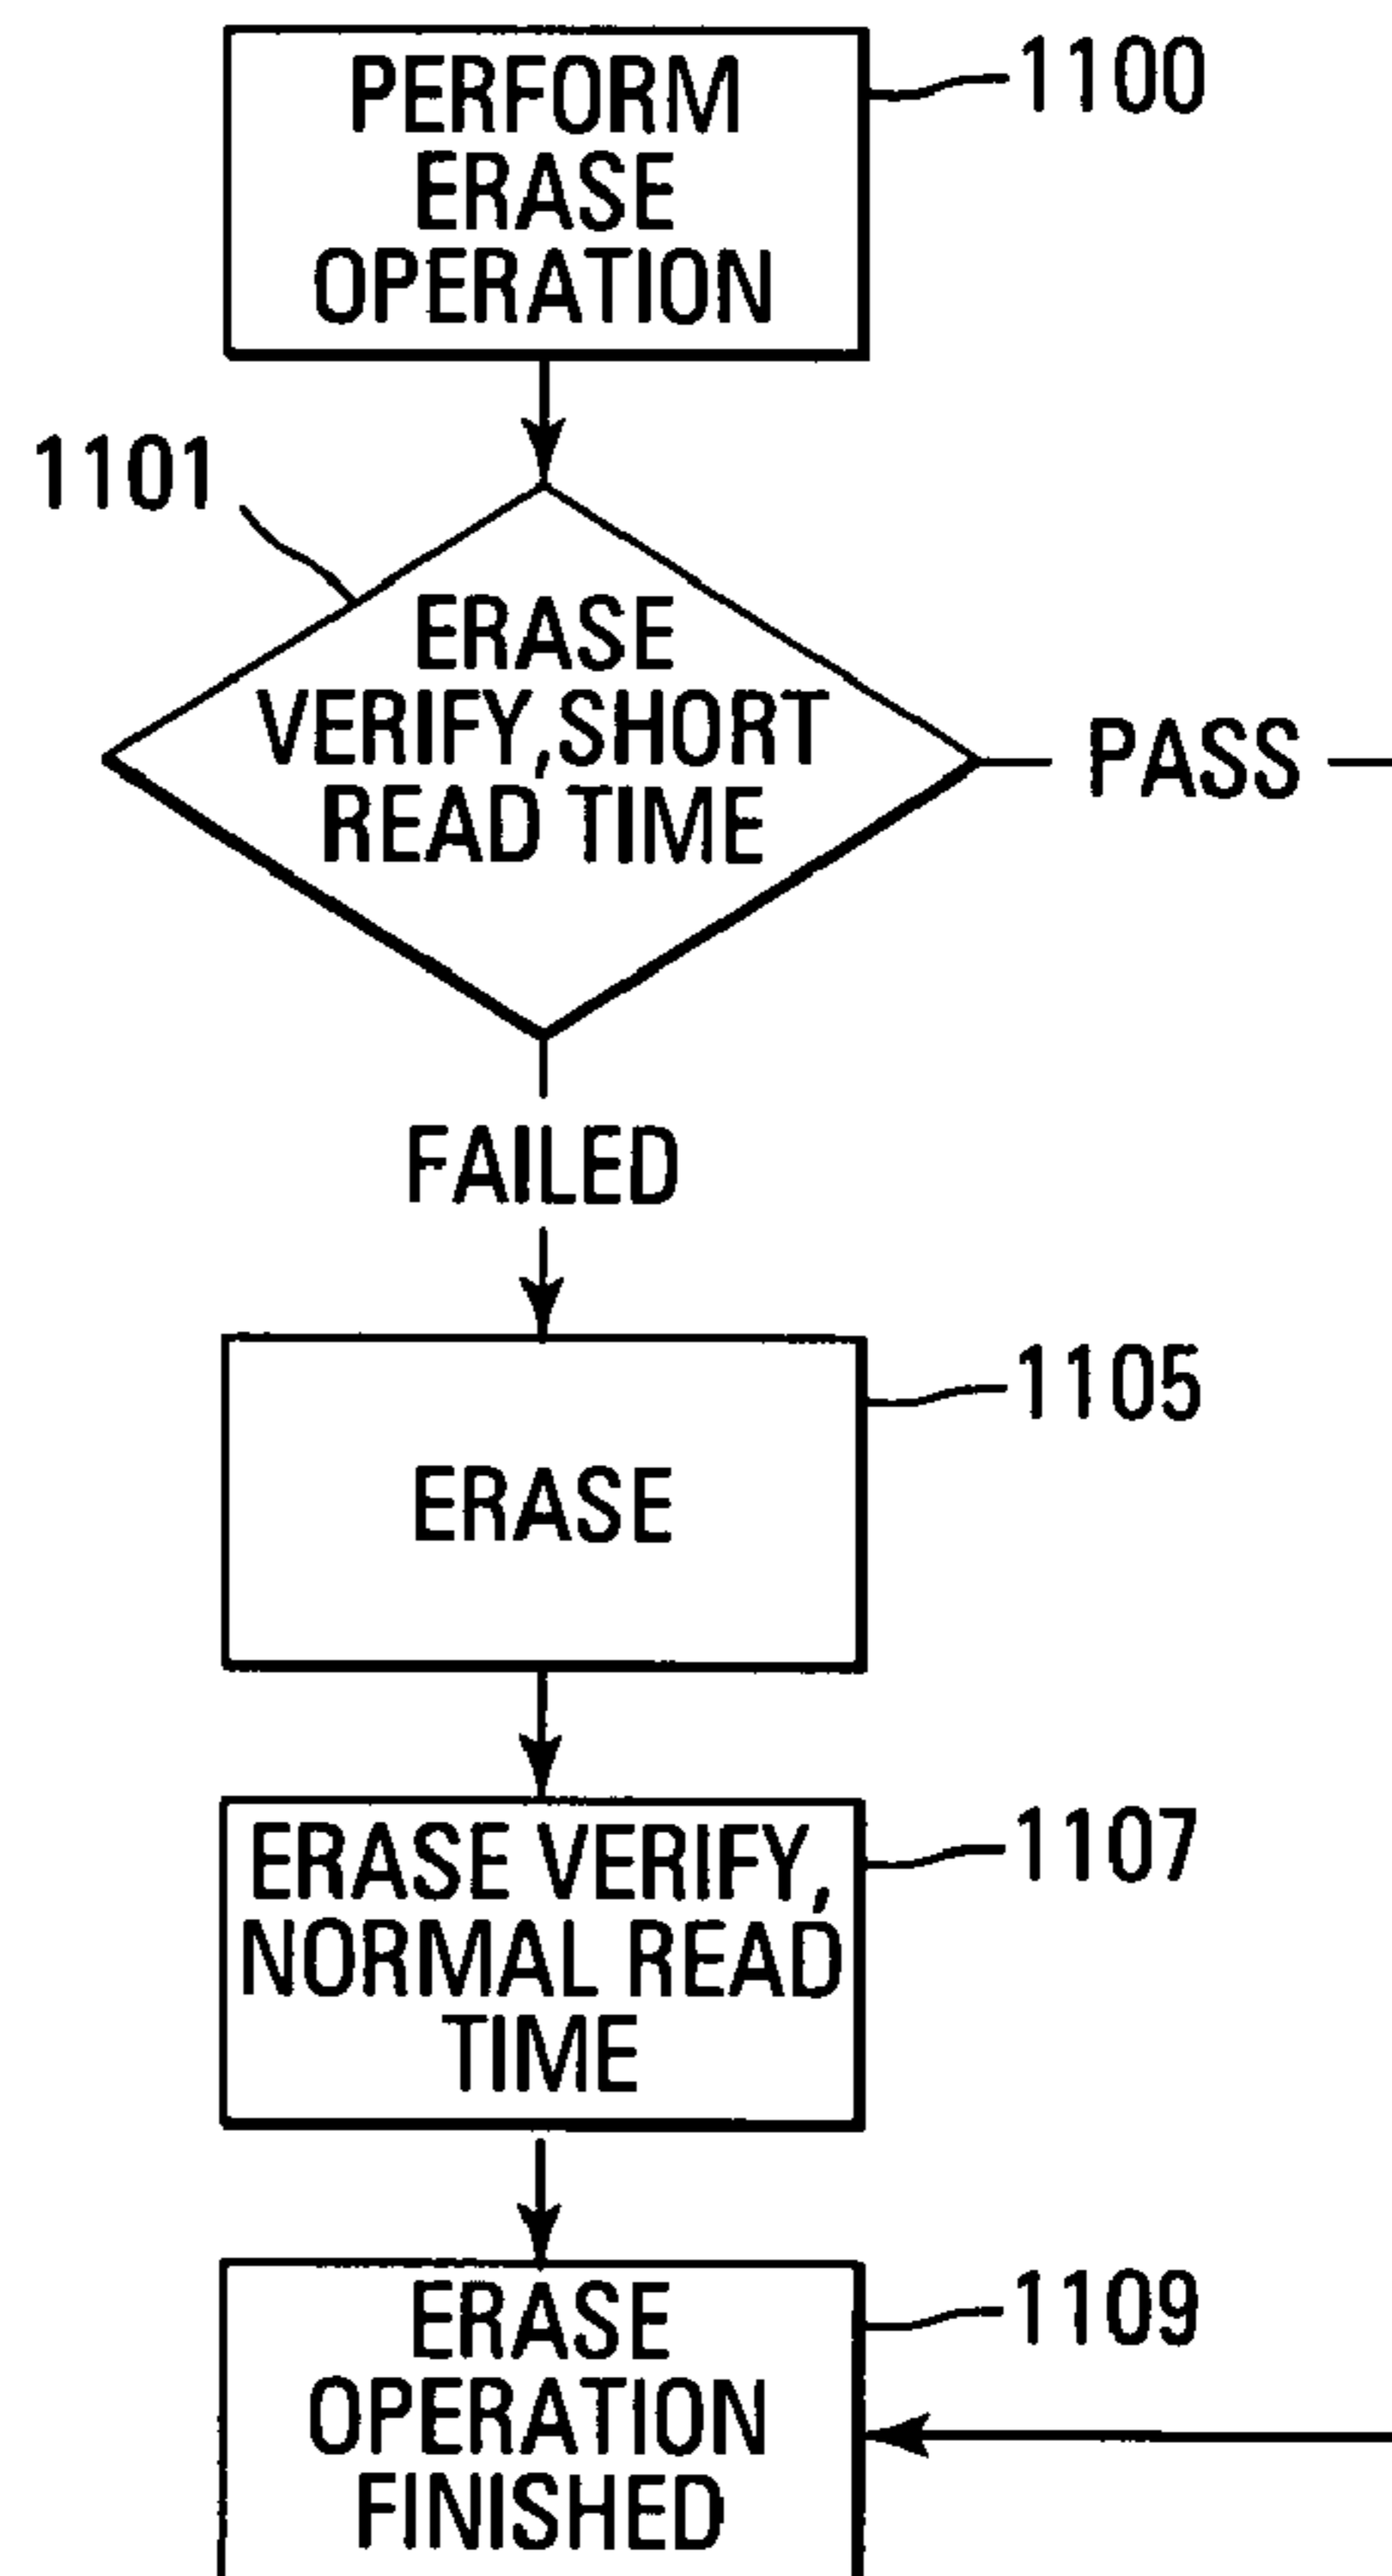 PERFORM
ERASE
OPERATION
1100
1101
ERASE
VERIFY,SHORT
READ TIME
PASS
FAILED
ERASE
1105
ERASE VERIFY,
NORMAL READ
TIME
1107
ERASE
OPERATION
FINISHED
1109